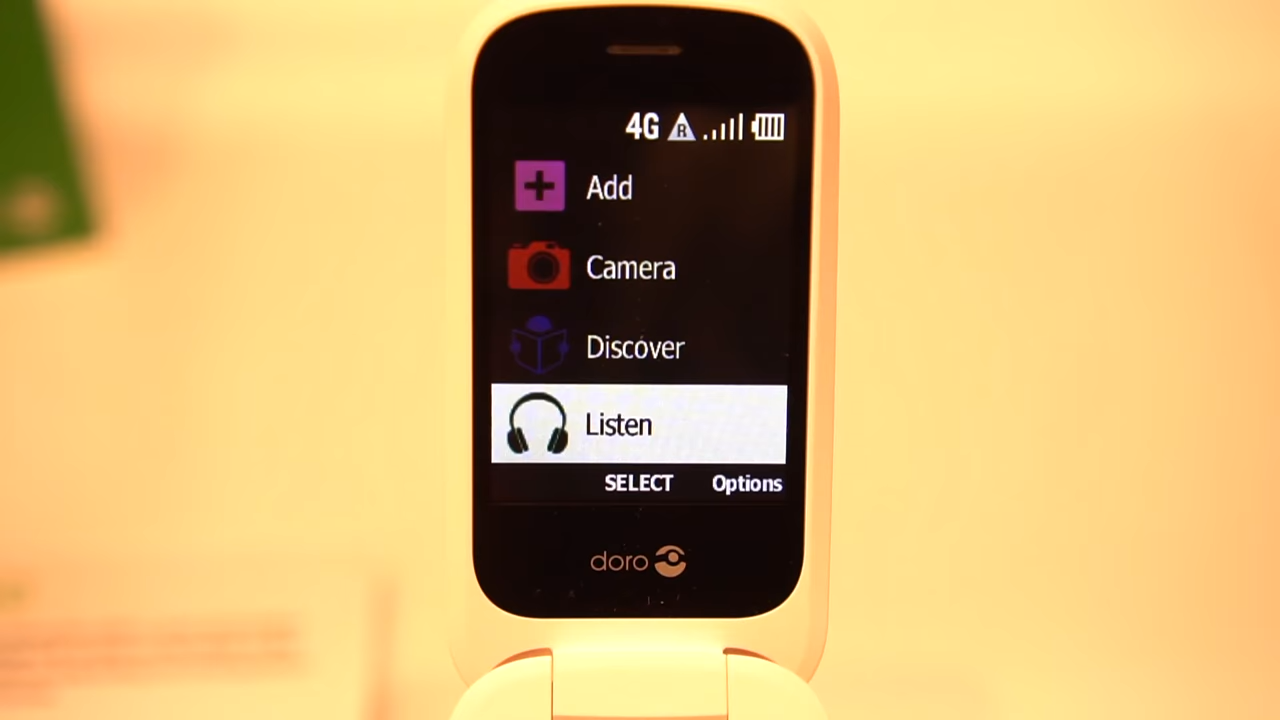 4G R
Add
Camera
Discover
Listen
SELECT Options
doro